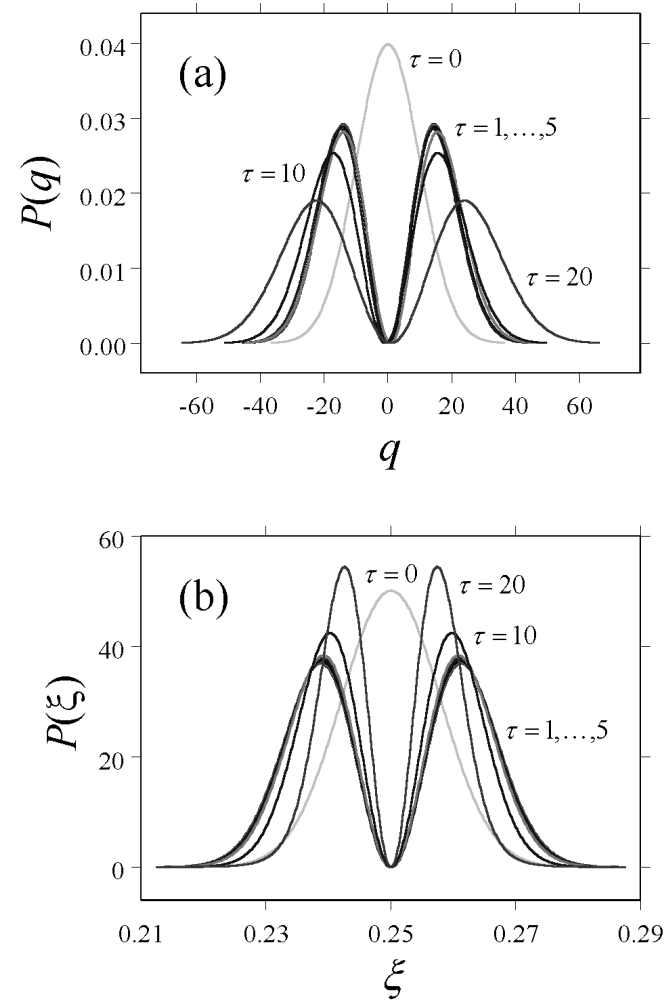 (a)
τ = 0
τ = 1,...,5
τ = 10
τ = 20
0.04
0.03
0.02
0.01
0.00
P(q)
-60 -40 -20 0 20 40 60
q
(b)
τ = 0
τ = 20
τ = 10
τ = 1,...,5
60
40
20
0
P(ξ)
0.21 0.23 0.25 0.27 0.29
ξ